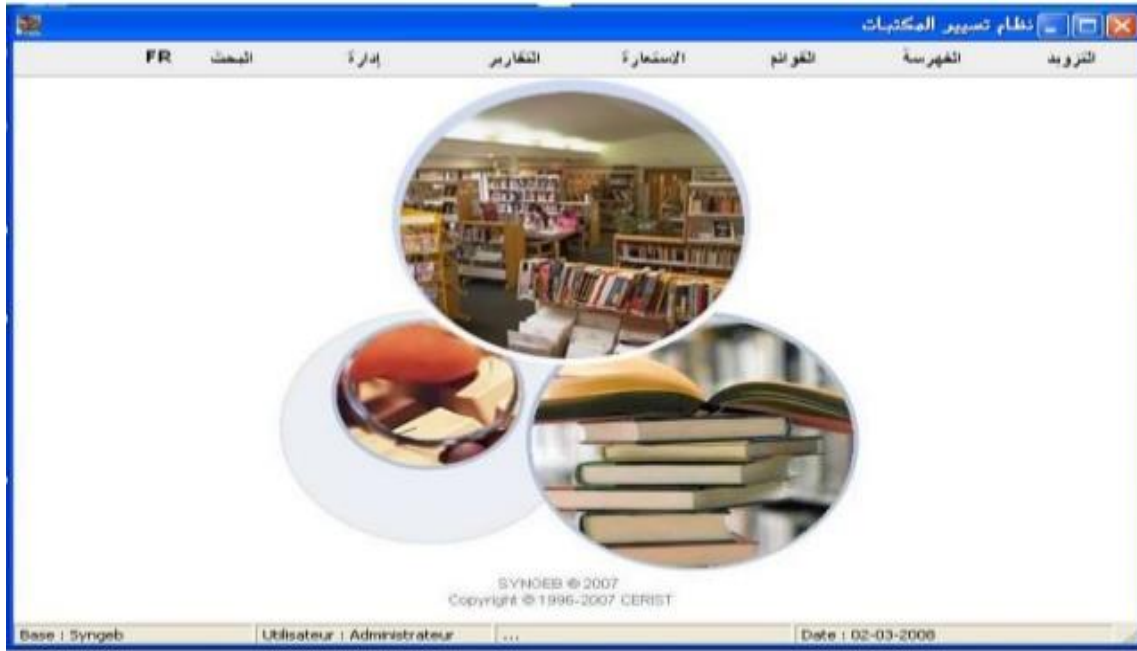 نظام تسيير المكتبات
التزويد الفهرسة القوائم الاستعارة التقارير إدارة البحث FR
SYNGEB © 2007
Copyright © 1996-2007 CERIST
Base : Syngeb Utilisateur : Administrateur ... Date : 02-03-2008